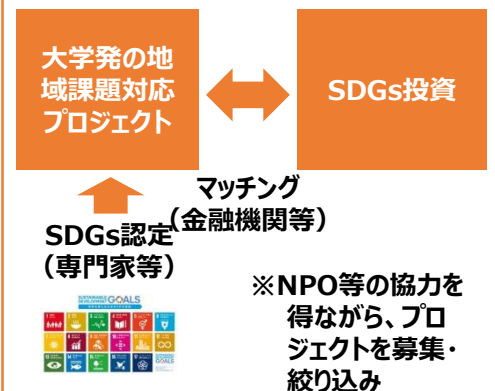 大学発の地
域課題対応
プロジェクト
SDGs投資
マッチング
（金融機関等）
SDGs認定
（専門家等）
SUSTAINABLE DEVELOPMENT GOALS
※NPO等の協力を
得ながら、プロ
ジェクトを募集・
絞り込み